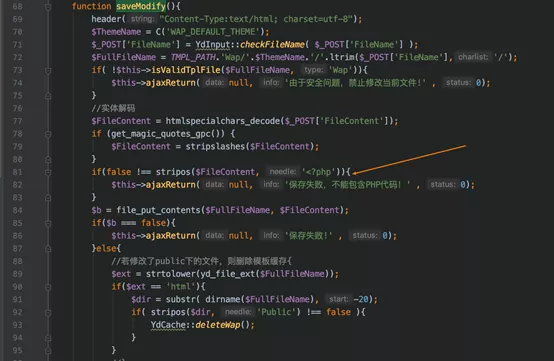 68 function saveModify(){
69 header( string: "Content-Type:text/html; charset=utf-8");
70 $ThemeName = C('WAP_DEFAULT_THEME');
71 $_POST['FileName'] = YdInput::checkFileName( $_POST['FileName'] );
72 $FullFileName = TMPL_PATH.'Wap/'.$ThemeName.'/'.ltrim($_POST['FileName'], charlist: '/');
73 if( !$this->isValidTplFile($FullFileName, type: 'Wap')){
74 $this->ajaxReturn( data: null, info: '由于安全问题，禁止修改当前文件!' , status: 0);
75 }
76 //实体解码
77 $FileContent = htmlspecialchars_decode($_POST['FileContent']);
78 if (get_magic_quotes_gpc()) {
79 $FileContent = stripslashes($FileContent);
80 }
81 if(false !== stripos($FileContent, needle: '<?php')){
82 $this->ajaxReturn( data: null, info: '保存失败，不能包含PHP代码！' , status: 0);
83 }
84 $b = file_put_contents($FullFileName, $FileContent);
85 if($b === false){
86 $this->ajaxReturn( data: null, info: '保存失败!' , status: 0);
87 }else{
88 //若修改了public下的文件，则删除模板缓存{
89 $ext = strtolower(yd_file_ext($FullFileName));
90 if($ext == 'html'){
91 $dir = substr( dirname($FullFileName), start: -20);
92 if( stripos($dir, needle: 'Public') !== false ){
93 YdCache::deleteWap();
94 }
95 }